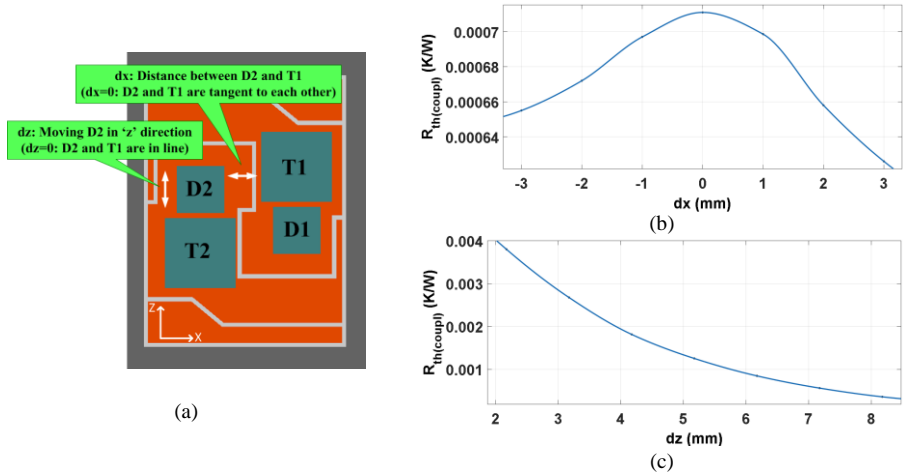 dx: Distance between D2 and T1
(dx=0: D2 and T1 are tangent to each other)
dz: Moving D2 in ‘z’ direction
(dz=0: D2 and T1 are in line)
T1
D2
D1
T2
Z
X
(a)
R_th(coupl) (K/W)
0.0007
0.00068
0.00066
0.00064
-3 -2 -1 0 1 2 3
dx (mm)
(b)
R_th(coupl) (K/W)
0.004
0.003
0.002
0.001
2 3 4 5 6 7 8
dz (mm)
(c)